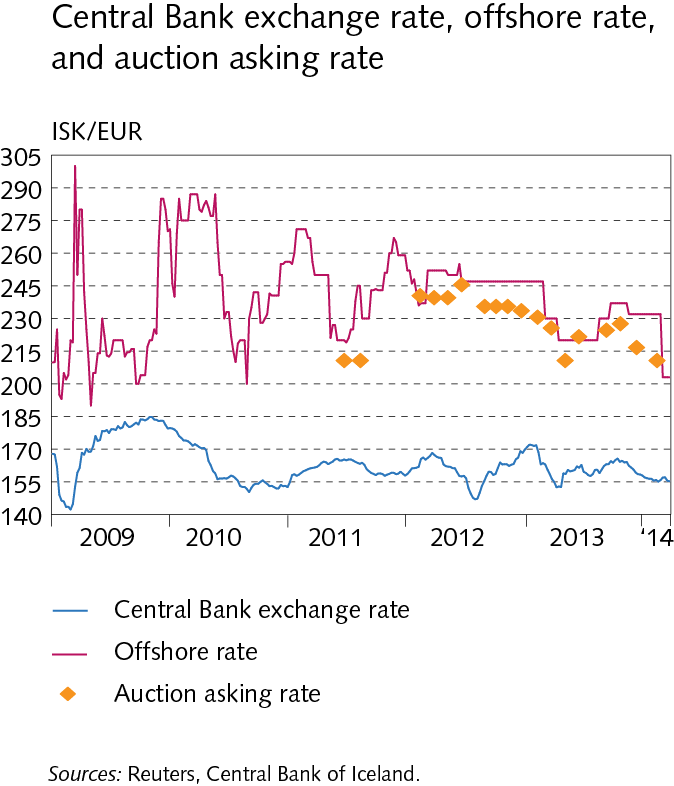 Central Bank exchange rate, offshore rate,
and auction asking rate
ISK/EUR
305
290
275
260
245
230
215
200
185
170
155
140
2009 2010 2011 2012 2013 '14
Central Bank exchange rate
Offshore rate
Auction asking rate
Sources: Reuters, Central Bank of Iceland.